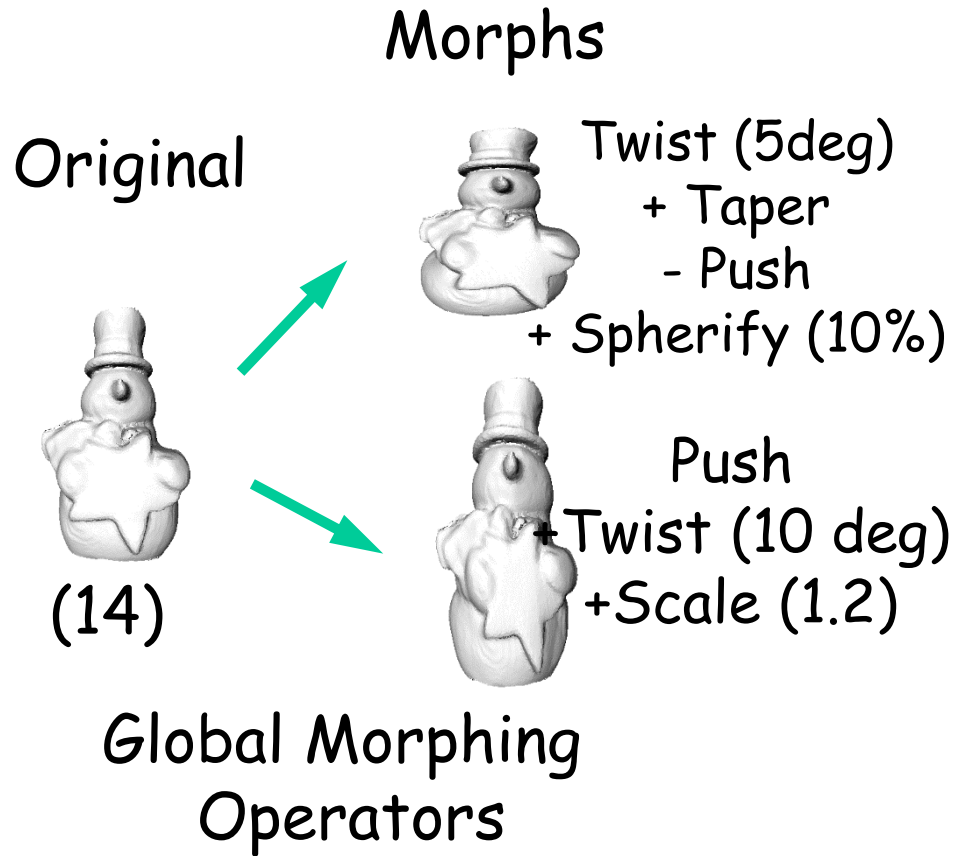 Morphs
Original
Twist (5deg)
+ Taper
- Push
+ Spherify (10%)
Push
+Twist (10 deg)
+Scale (1.2)
(14)
Global Morphing
Operators